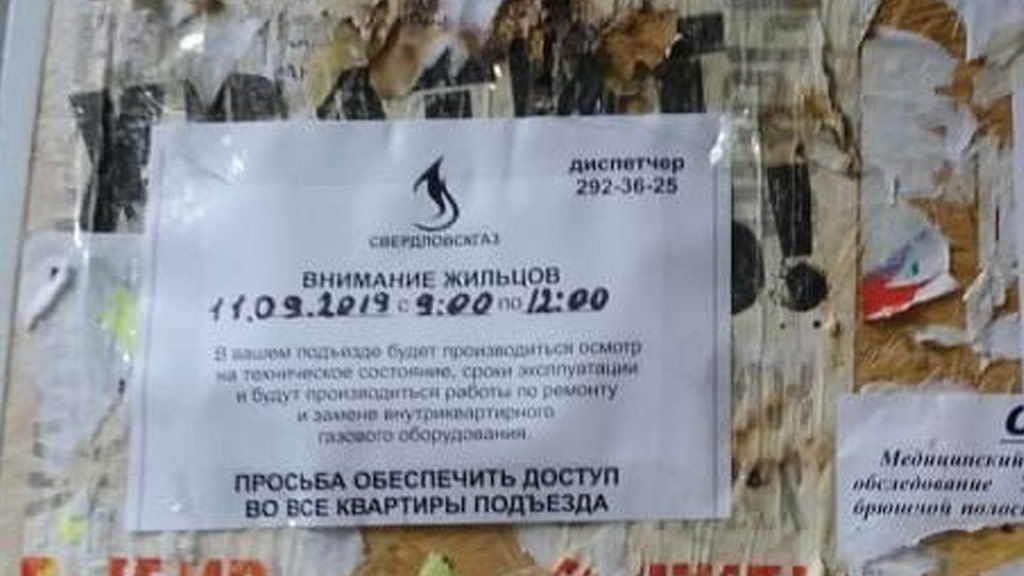 диспетчер
292-36-25
СВЕРДЛОВСКГАЗ
ВНИМАНИЕ ЖИЛЬЦОВ
11.09.2019 с 9:00 по 12:00
В вашем подъезде будет производиться осмотр
на техническое состояние, сроки эксплуатации
и будут производиться работы по ремонту
и замене внутриквартирного
газового оборудования.
ПРОСЬБА ОБЕСПЕЧИТЬ ДОСТУП
ВО ВСЕ КВАРТИРЫ ПОДЪЕЗДА
Медицинский
обследование
брюшной